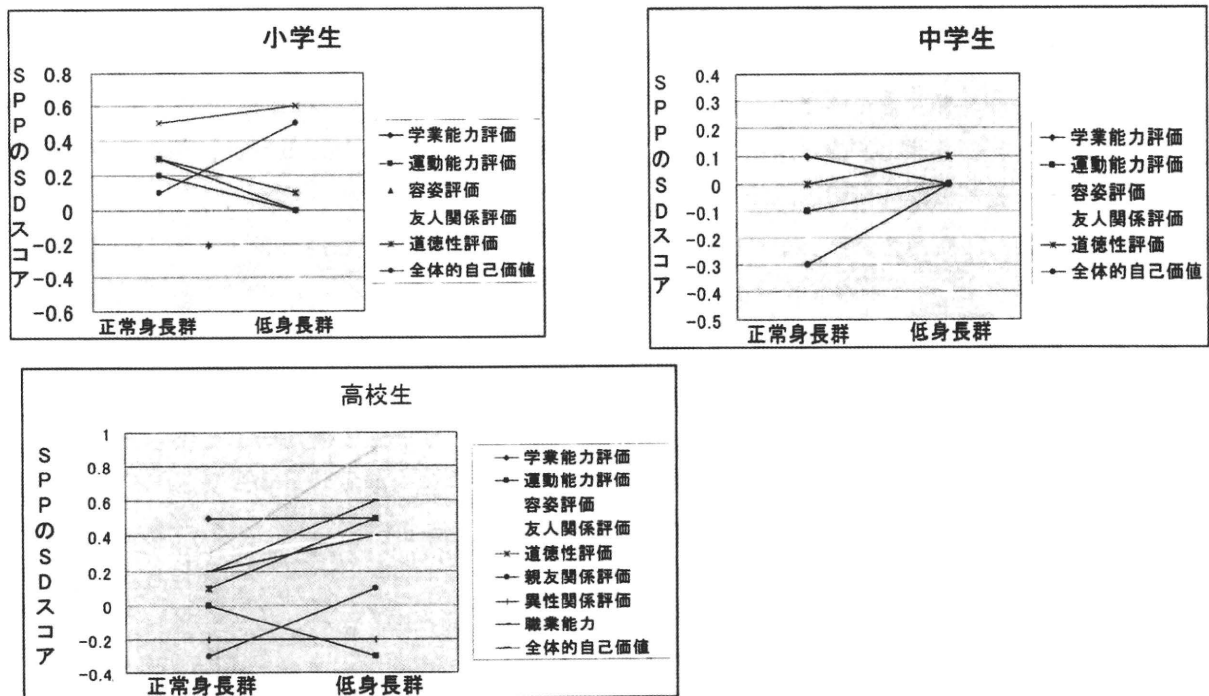 小学生
SPPのSDスコア
0.8
0.6
0.4
0.2
0
−0.2
−0.4
−0.6
正常身長群
低身長群
学業能力評価
運動能力評価
容姿評価
友人関係評価
道徳性評価
全体的自己価値
中学生
SPPのSDスコア
0.4
0.3
0.2
0.1
0
−0.1
−0.2
−0.3
−0.4
−0.5
正常身長群
低身長群
学業能力評価
運動能力評価
容姿評価
友人関係評価
道徳性評価
全体的自己価値
高校生
SPPのSDスコア
1
0.8
0.6
0.4
0.2
0
−0.2
−0.4
正常身長群
低身長群
学業能力評価
運動能力評価
容姿評価
友人関係評価
道徳性評価
親友関係評価
異性関係評価
職業能力
全体的自己価値